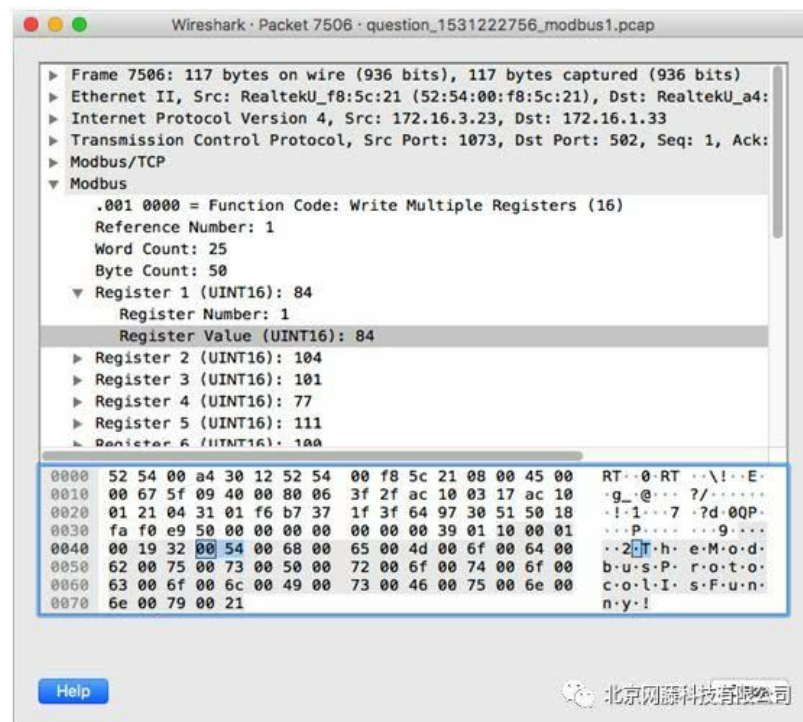 Wireshark · Packet 7506 · question_1531222756_modbus1.pcap
Frame 7506: 117 bytes on wire (936 bits), 117 bytes captured (936 bits)
Ethernet II, Src: RealtekU_f8:5c:21 (52:54:00:f8:5c:21), Dst: RealtekU_a4:
Internet Protocol Version 4, Src: 172.16.3.23, Dst: 172.16.1.33
Transmission Control Protocol, Src Port: 1073, Dst Port: 502, Seq: 1, Ack:
Modbus/TCP
Modbus
.001 0000 = Function Code: Write Multiple Registers (16)
Reference Number: 1
Word Count: 25
Byte Count: 50
Register 1 (UINT16): 84
Register Number: 1
Register Value (UINT16): 84
Register 2 (UINT16): 104
Register 3 (UINT16): 101
Register 4 (UINT16): 77
Register 5 (UINT16): 111
Register 6 (UINT16): 100
0000 52 54 00 a4 30 12 52 54 00 f8 5c 21 08 00 45 00 RT··0·RT ··\!··E·
0010 00 67 5f 09 40 00 80 06 3f 2f ac 10 03 17 ac 10 ·g_·@··· ?/······
0020 01 21 04 31 01 f6 b7 37 1f 3f 64 97 30 51 50 18 ·!·1···7 ·?d·0QP·
0030 fa f0 e9 50 00 00 00 00 00 00 00 39 01 10 00 01 ···P···· ···9····
0040 00 19 32 00 54 00 68 00 65 00 4d 00 6f 00 64 00 ··2·T·h· e·M·o·d·
0050 62 00 75 00 73 00 50 00 72 00 6f 00 74 00 6f 00 b·u·s·P· r·o·t·o·
0060 63 00 6f 00 6c 00 49 00 73 00 46 00 75 00 6e 00 c·o·l·I· s·F·u·n·
0070 6e 00 79 00 21 n·y·!
Help
北京网藤科技有限公司